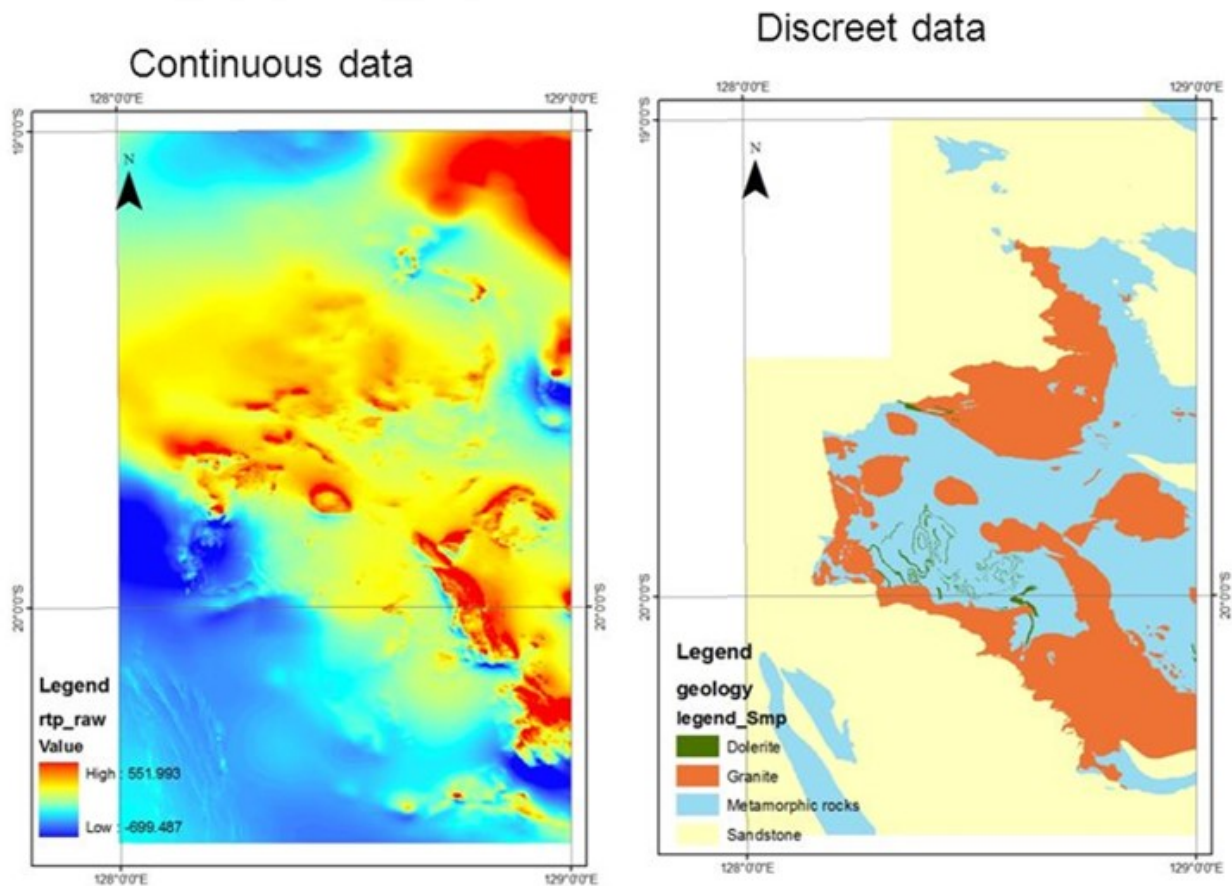 Continuous data
128°0'0"E
129°0'0"E
19°0'0"S
N
20°0'0"S
20°0'0"S
Legend
rtp_raw
Value
High : 551.993
Low : -699.487
128°0'0"E
129°0'0"E
Discreet data
128°0'0"E
129°0'0"E
19°0'0"S
N
20°0'0"S
Legend
geology
legend_Smp
Dolerite
Granite
Metamorphic rocks
Sandstone
128°0'0"E
129°0'0"E